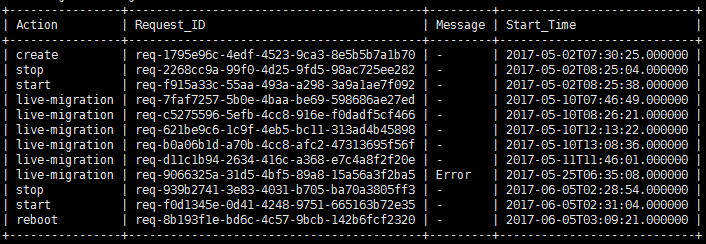 +----------------+------------------------------------------+---------+----------------------------+
| Action | Request_ID | Message | Start_Time |
+----------------+------------------------------------------+---------+----------------------------+
| create | req-1795e96c-4edf-4523-9ca3-8e5b5b7a1b70 | - | 2017-05-02T07:30:25.000000 |
| stop | req-2268cc9a-99f0-4d25-9fd5-98ac725ee282 | - | 2017-05-02T08:25:04.000000 |
| start | req-f915a33c-55aa-493a-a298-3a9a1ae7f092 | - | 2017-05-02T08:25:38.000000 |
| live-migration | req-7faf7257-5b0e-4baa-be69-598686ae27ed | - | 2017-05-10T07:46:49.000000 |
| live-migration | req-c5275596-5efb-4cc8-916e-f0dadf5cf466 | - | 2017-05-10T08:26:21.000000 |
| live-migration | req-621be9c6-1c9f-4eb5-bc11-313ad4b45898 | - | 2017-05-10T12:13:22.000000 |
| live-migration | req-b0a06b1d-a70b-4cc8-afc2-47313695f56f | - | 2017-05-10T13:08:36.000000 |
| live-migration | req-d11c1b94-2634-416c-a368-e7c4a8f2f20e | - | 2017-05-11T11:46:01.000000 |
| live-migration | req-9066325a-31d5-4bf5-89a8-15a56a3f2ba5 | Error | 2017-05-25T06:35:08.000000 |
| stop | req-939b2741-3e83-4031-b705-ba70a3805ff3 | - | 2017-06-05T02:28:54.000000 |
| start | req-f0d1345e-0d41-4248-9751-665163b72e35 | - | 2017-06-05T02:31:04.000000 |
| reboot | req-8b193f1e-bd6c-4c57-9bcb-142b6fcf2320 | - | 2017-06-05T03:09:21.000000 |
+----------------+------------------------------------------+---------+----------------------------+